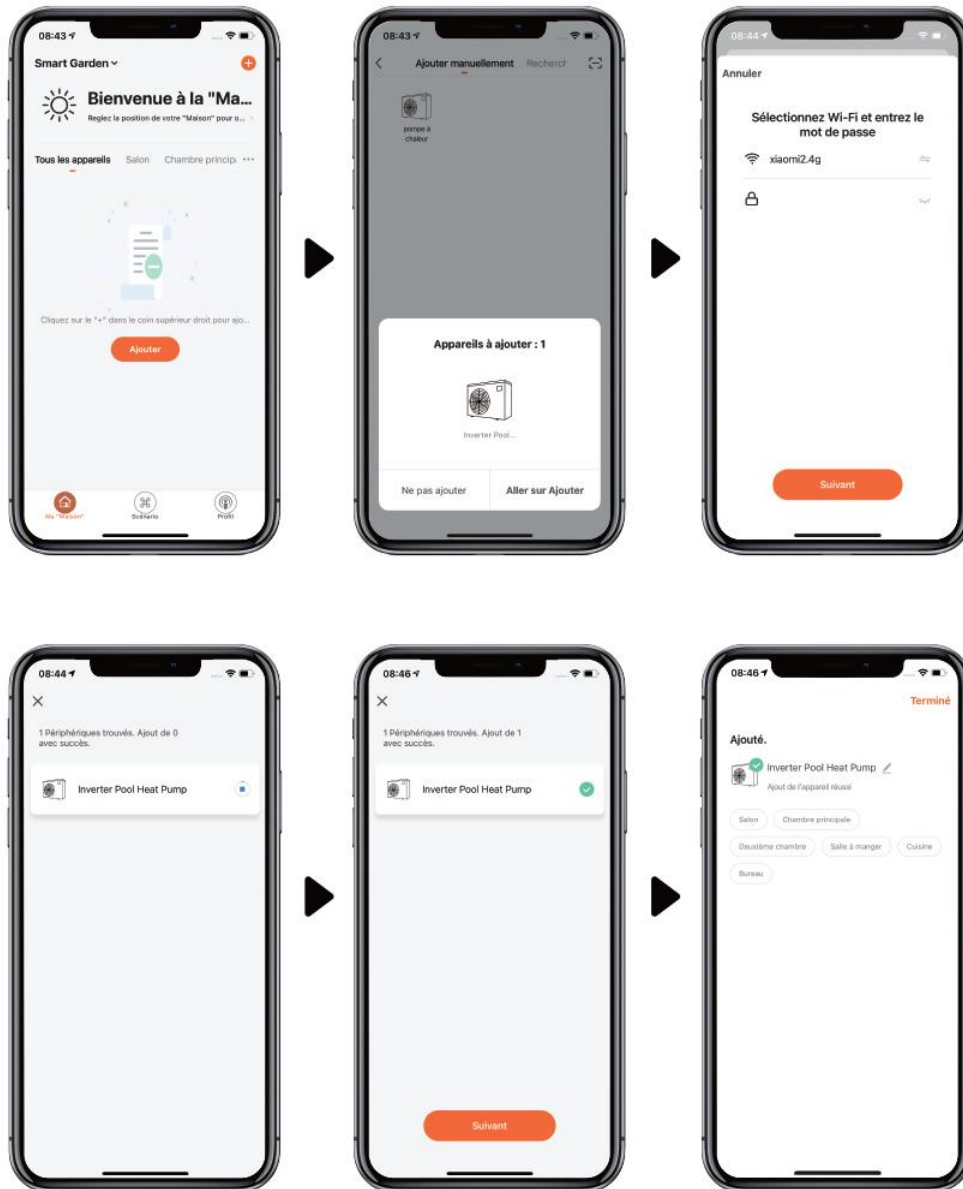 08:43
Smart Garden
Bienvenue à la "Ma...
Reglez la position de votre "Maison" pour o...
Tous les appareils Salon Chambre princip
Cliquez sur le "+" dans le coin supérieur droit pour ajo...
Ajouter
Ma "Maison" Scénario Profil
08:43
Ajouter manuellement Recherch
pompe à
chaleur
Appareils à ajouter : 1
Inverter Pool...
Ne pas ajouter Aller sur Ajouter
08:44
Annuler
Sélectionnez Wi-Fi et entrez le
mot de passe
xiaomi2.4g
Suivant
08:44
1 Périphériques trouvés. Ajout de 0
avec succès.
Inverter Pool Heat Pump
08:46
1 Périphériques trouvés. Ajout de 1
avec succès.
Inverter Pool Heat Pump
Suivant
08:46
Terminé
Ajouté.
Inverter Pool Heat Pump
Ajout de l'appareil réussi
Salon Chambre principale
Deuxième chambre Salle à manger Cuisine
Bureau